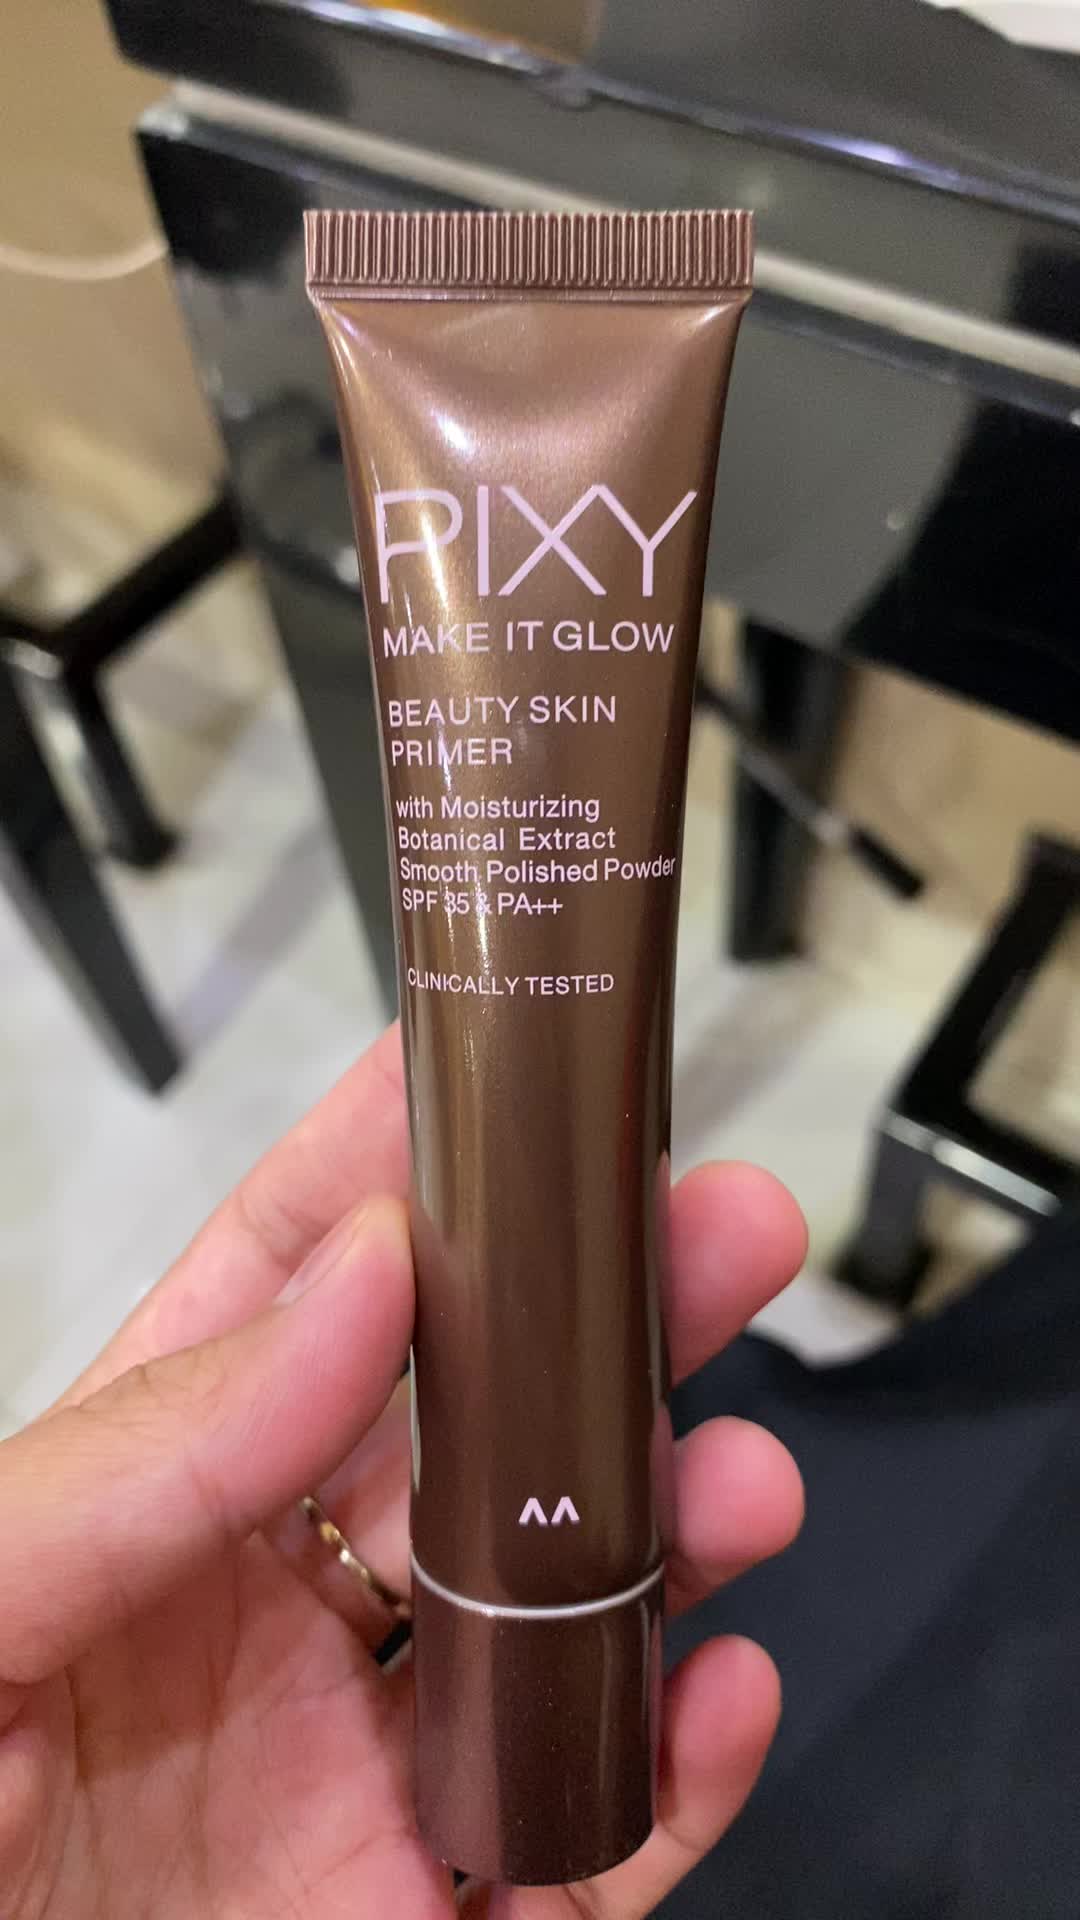 PIXY
MAKE IT GLOW
BEAUTY SKIN
PRIMER
with Moisturizing
Botanical Extract
Smooth Polished Powder
SPF 35 & PA++
CLINICALLY TESTED